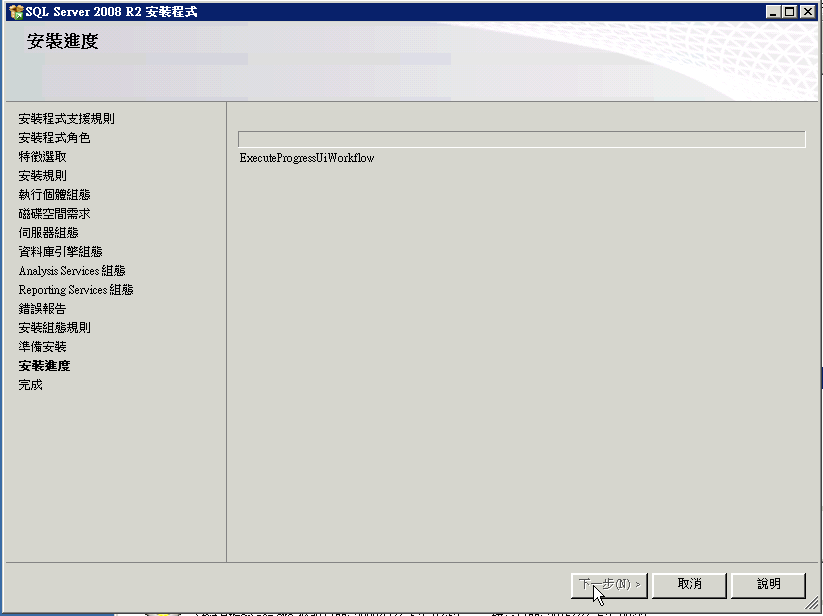 SQL Server 2008 R2 安裝程式
安裝進度
安裝程式支援規則
安裝程式角色
特徵選取
安裝規則
執行個體組態
磁碟空間需求
伺服器組態
資料庫引擎組態
Analysis Services 組態
Reporting Services 組態
錯誤報告
安裝組態規則
準備安裝
安裝進度
完成
ExecuteProgressUiWorkflow
下一步(N) >
取消
說明